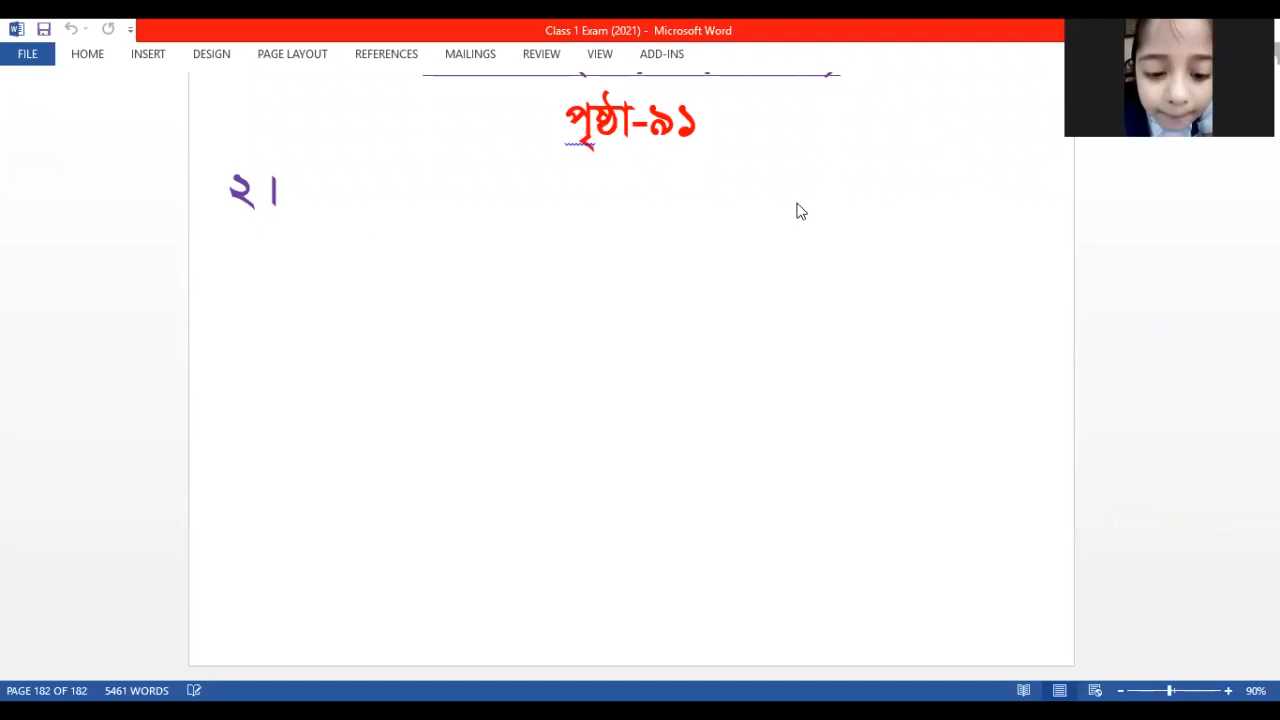 Class 1 Exam (2021) - Microsoft Word
FILE HOME INSERT DESIGN PAGE LAYOUT REFERENCES MAILINGS REVIEW VIEW ADD-INS
পৃষ্ঠা-৯১
২।
PAGE 182 OF 182 5461 WORDS 90%